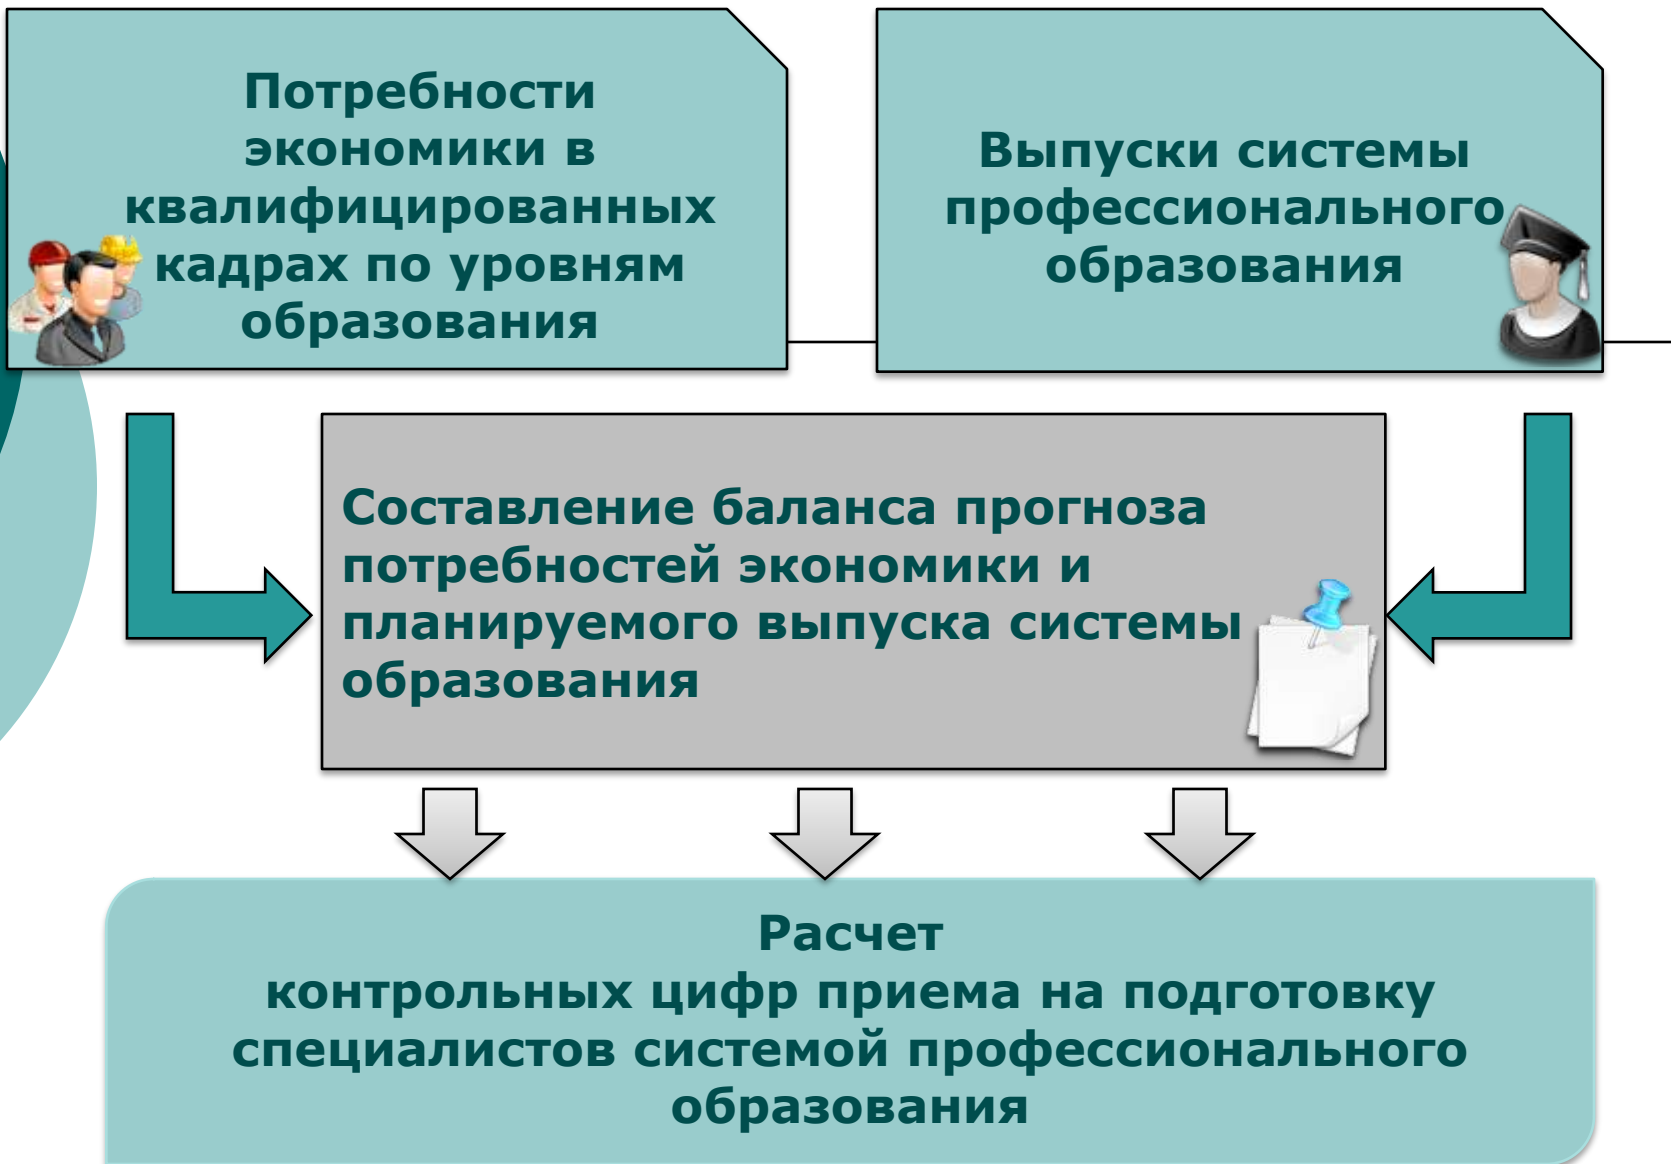 Потребности
экономики в
квалифицированных
кадрах по уровням
образования
Выпуски системы
профессионального
образования
Составление баланса прогноза
потребностей экономики и
планируемого выпуска системы
образования
Расчет
контрольных цифр приема на подготовку
специалистов системой профессионального
образования